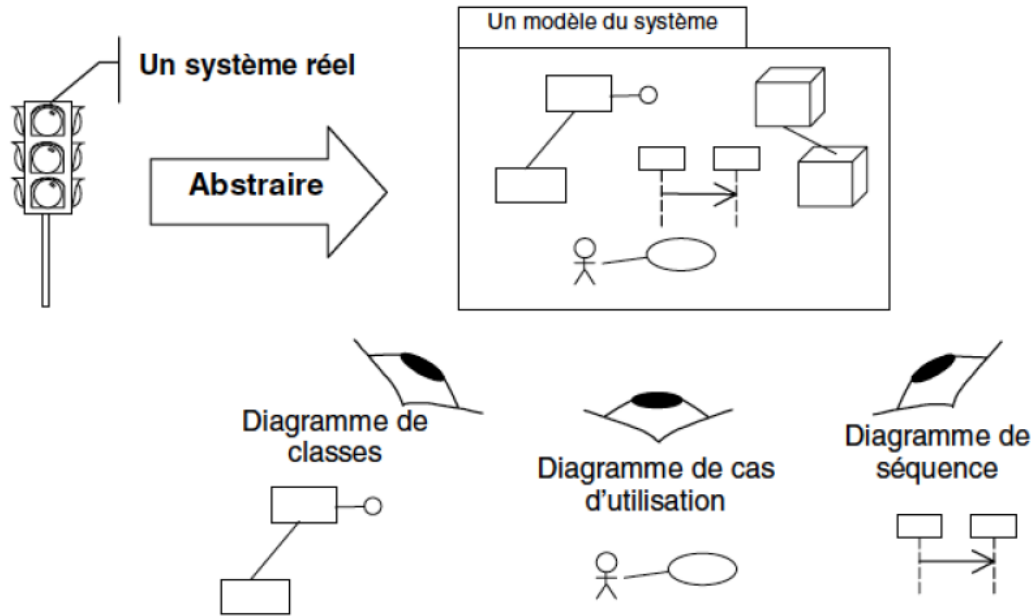 Un modèle du système
Un système réel
Abstraire
Diagramme de
classes
Diagramme de cas
d'utilisation
Diagramme de
séquence